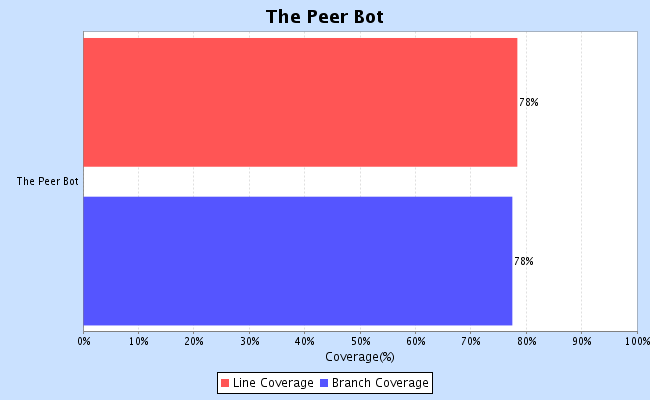 The Peer Bot
78%
The Peer Bot
78%
0% 10% 20% 30% 40% 50% 60% 70% 80% 90% 100%
Coverage(%)
Line Coverage Branch Coverage